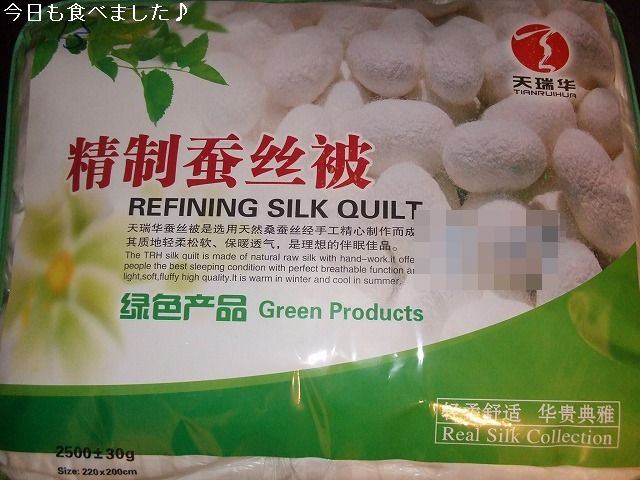 今日も食べました♪
天瑞华
TIANRUIHUA
精制蚕丝被
REFINING SILK QUILT
天瑞华蚕丝被是选用天然桑蚕丝经手工精心制作而成
其质地轻柔松软、保暖透气，是理想的伴眠佳品。
The TRH silk quilt is made of natural raw silk with hand-work.it offe
people the best sleeping condition with perfect breathable function a
light,soft,fluffy high quality.It is warm in winter and cool in summer.
绿色产品 Green Products
轻柔舒适 华贵典雅
Real Silk Collection
2500±30g
Size: 220x200cm